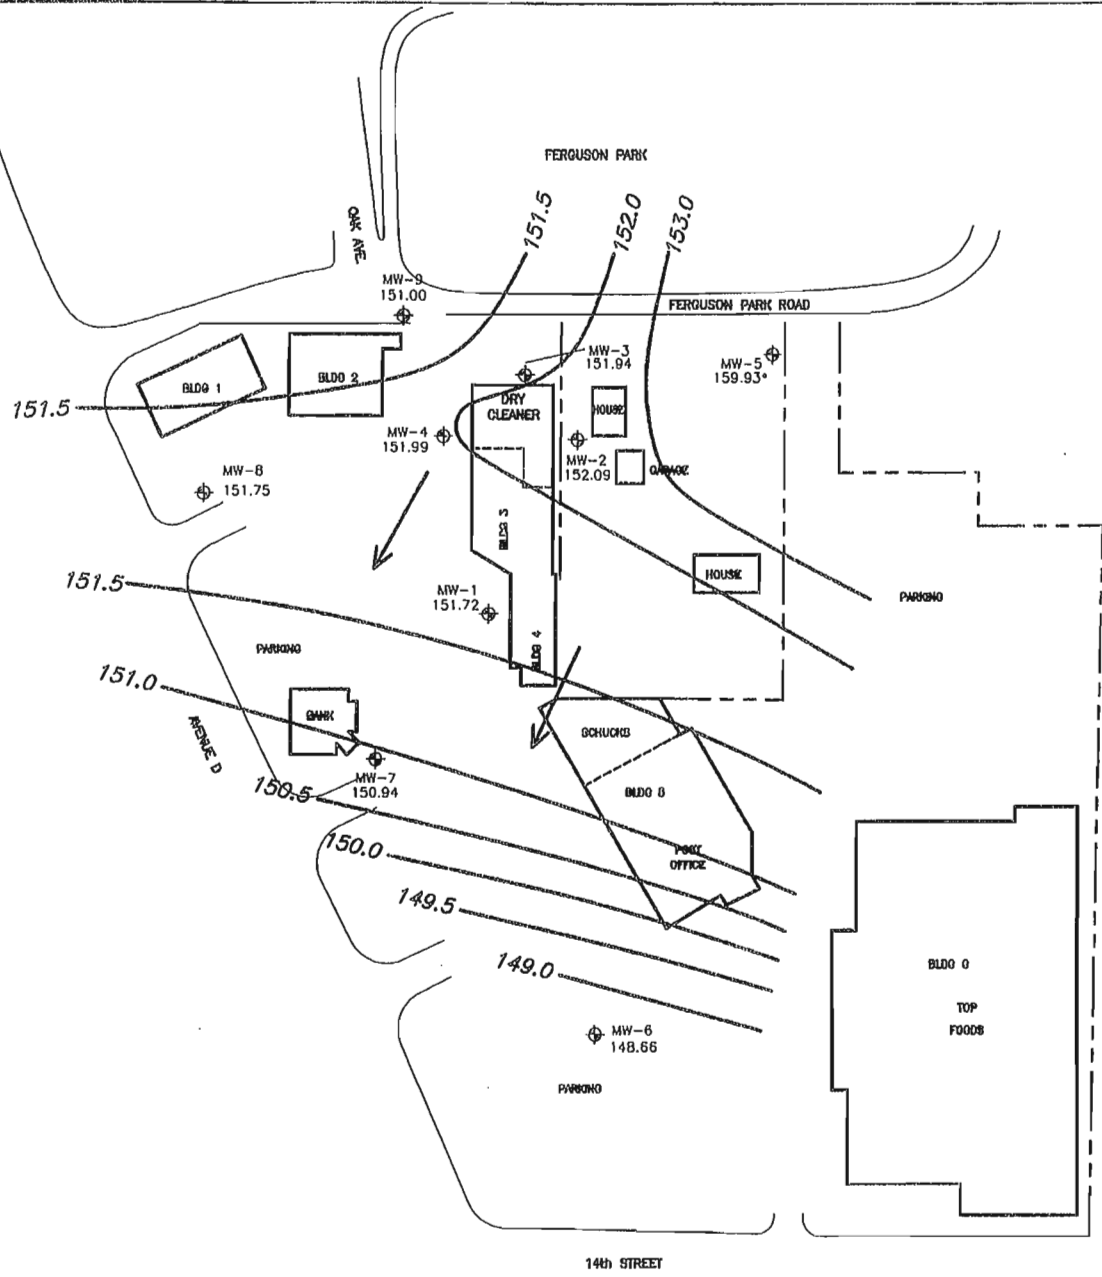 FERGUSON PARK
151.5
152.0
153.0
OAK AVE.
MW-9
151.00
FERGUSON PARK ROAD
MW-3
151.94
MW-5
159.93*
BLDG 1
BLDG 2
151.5
DRY
CLEANER
HOUSE
MW-4
151.99
MW-2
152.09
GARAGE
MW-8
151.75
BLDG 3
HOUSE
151.5
MW-1
151.72
PARKING
PARKING
BLDG 4
151.0
BANK
AVENUE D
SCHUCKS
MW-7
150.94
150.5
POST
OFFICE
150.0
149.5
149.0
TOP
FOODS
MW-6
148.66
PARKING
14th STREET